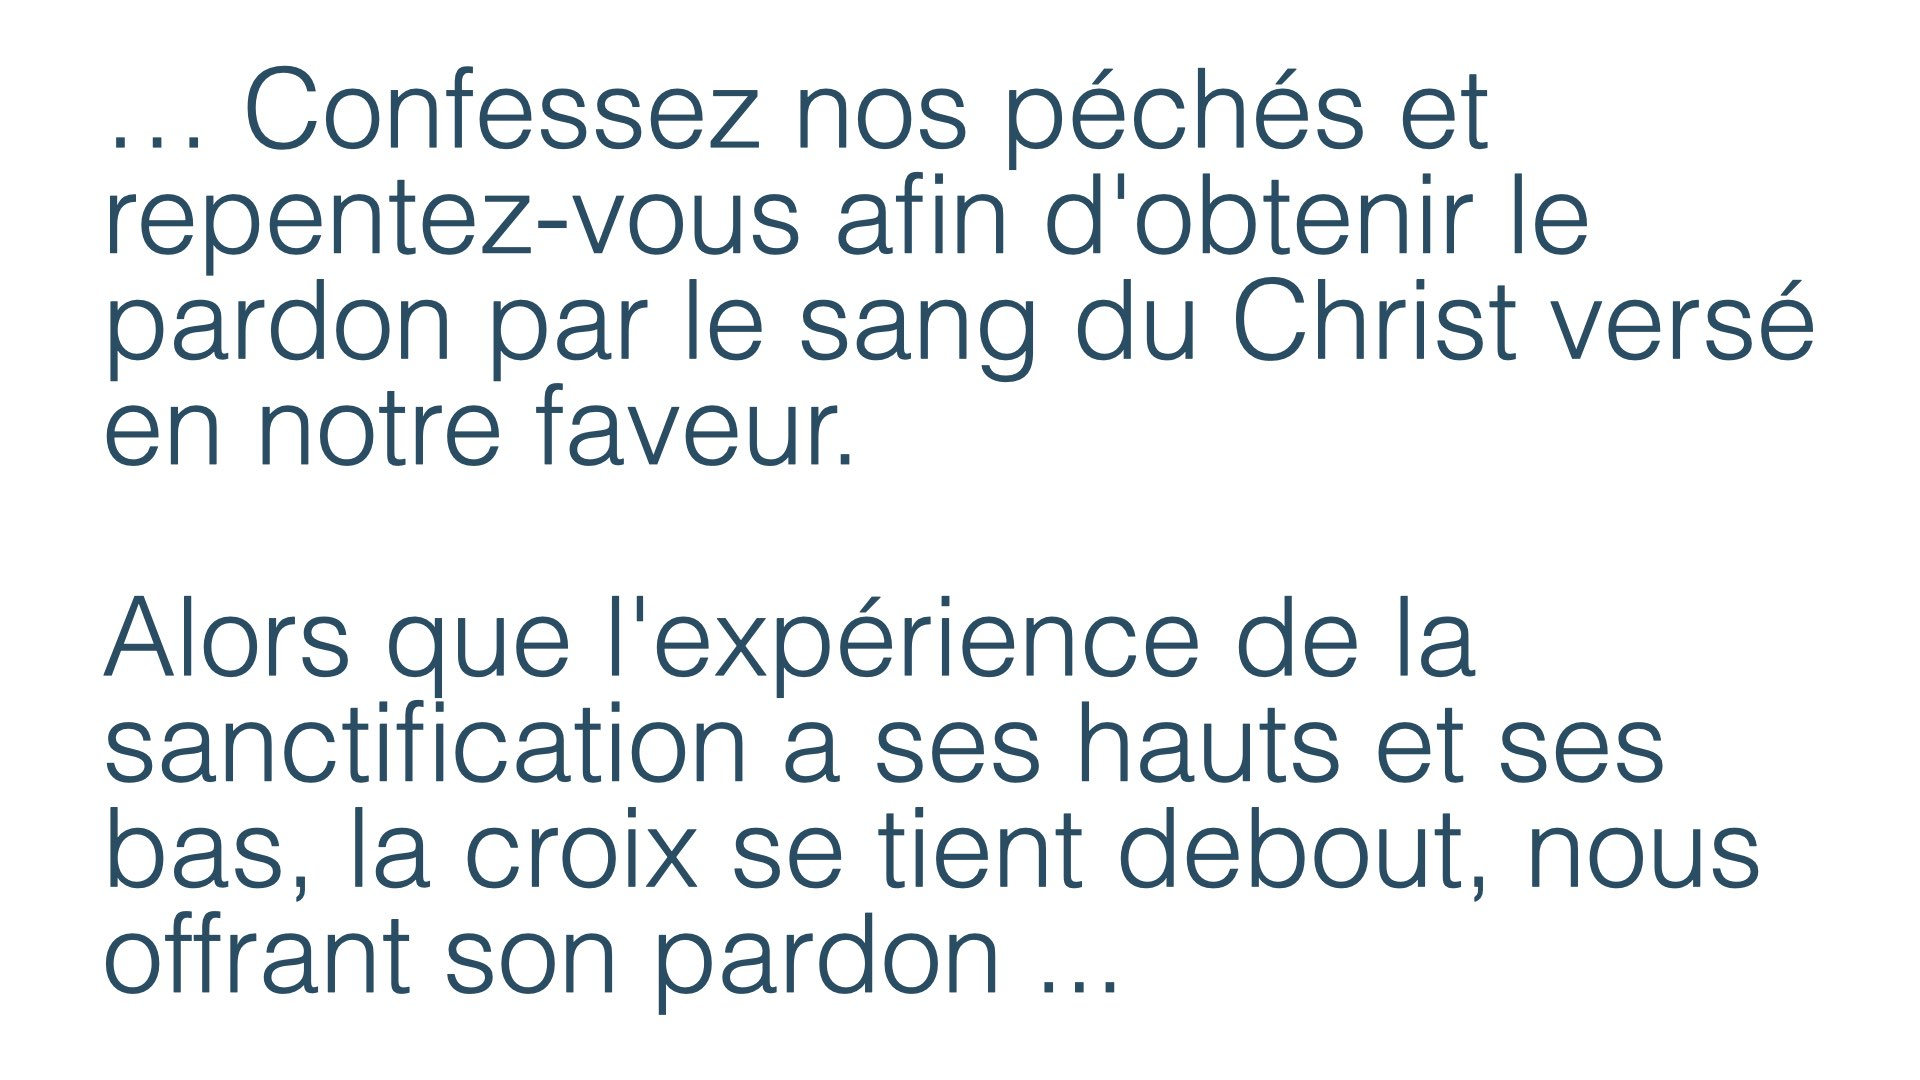 … Confessez nos péchés et
repentez-vous afin d'obtenir le
pardon par le sang du Christ versé
en notre faveur.
Alors que l'expérience de la
sanctification a ses hauts et ses
bas, la croix se tient debout, nous
offrant son pardon ...